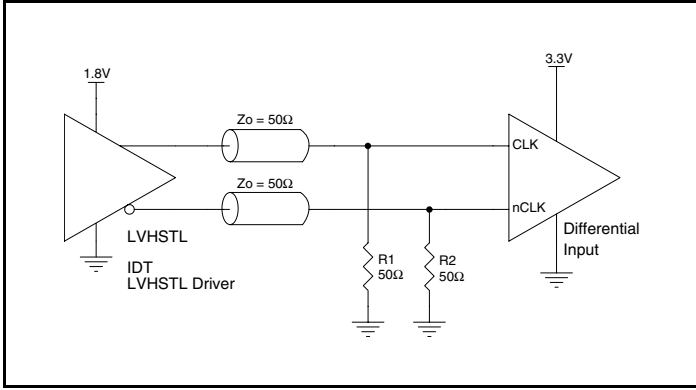 1.8V
3.3V
Zo = 50Ω
CLK
Zo = 50Ω
nCLK
LVHSTL
IDT
LVHSTL Driver
R1
50Ω
R2
50Ω
Differential
Input